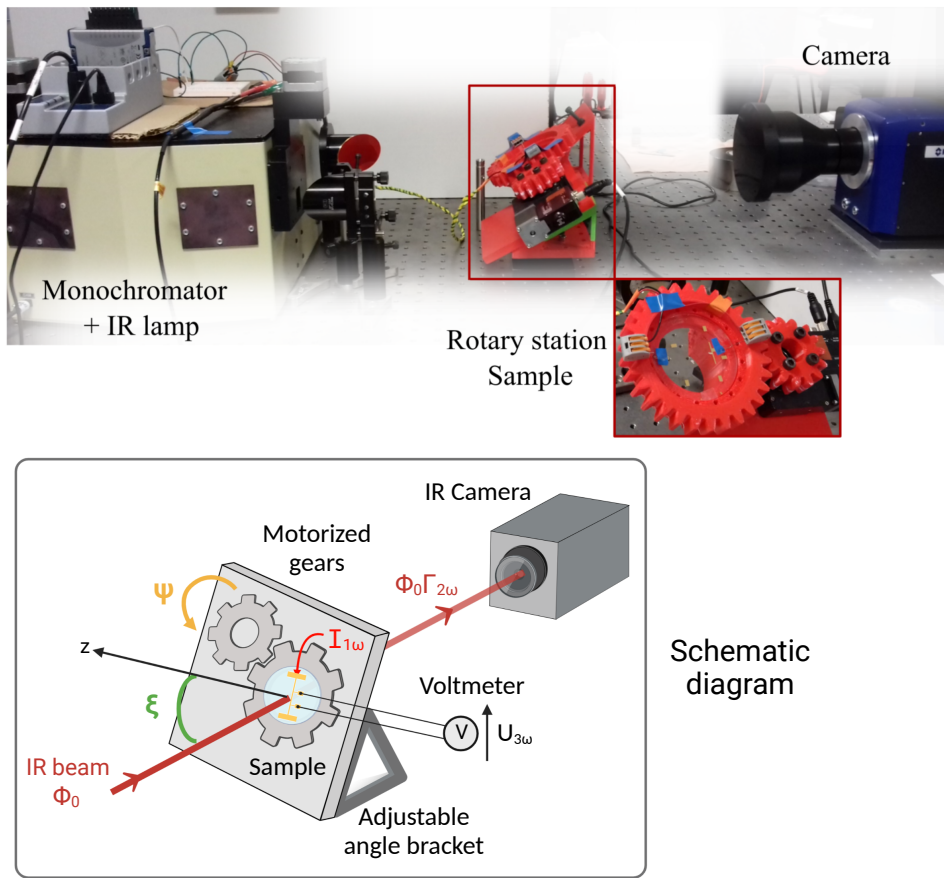 Camera
Monochromator
+ IR lamp
Rotary station
Sample
IR Camera
Motorized
gears
Ψ
Φ₀Γ₂ω
I₁ω
z
Schematic
diagram
Voltmeter
ξ
V
U₃ω
Sample
IR beam
Φ₀
Adjustable
angle bracket